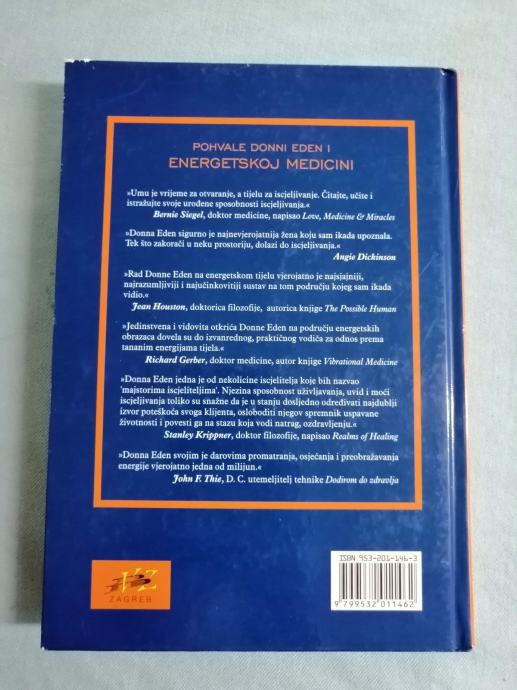 POHVALE DONNI EDEN I
ENERGETSKOJ MEDICINI
»Umu je vrijeme za otvaranje, a tijelu za iscjeljivanje. Čitajte, učite i
istražujte svoje urođene sposobnosti iscjeljivanja.«
Bernie Siegel, doktor medicine, napisao Love, Medicine & Miracles
»Donna Eden sigurno je najnevjerojatnija žena koju sam ikada upoznala.
Tek što zakorači u neku prostoriju, dolazi do iscjeljivanja.«
Angie Dickinson
»Rad Donne Eden na energetskom tijelu vjerojatno je najsjajniji,
najrazumljiviji i najučinkovitiji sustav na tom području kojeg sam ikada
vidio.«
Jean Houston, doktorica filozofije, autorica knjige The Possible Human
»Jedinstvena i vidovita otkrića Donne Eden na području energetskih
obrazaca dovela su do izvanrednog, praktičnog vodiča za odnos prema
tananim energijama tijela.«
Richard Gerber, doktor medicine, autor knjige Vibrational Medicine
»Donna Eden jedna je od nekolicine iscjelitelja koje bih nazvao
'majstorima iscjeliteljima'. Njezina sposobnost uživljavanja, uvid i moći
iscjeljivanja toliko su snažne da je u stanju dosljedno određivati najdublji
izvor poteškoća svoga klijenta, osloboditi njegov spremnik uspavane
životnosti i povesti ga na stazu koja vodi natrag, ozdravljenju.«
Stanley Krippner, doktor filozofije, napisao Realms of Healing
»Donna Eden svojim je darovima promatranja, osjećanja i preobražavanja
energije vjerojatno jedna od milijun.«
John F. Thie, D. C. utemeljitelj tehnike Dodirom do zdravlja
VZ
ZAGREB
ISBN 953-201-146-3
9 799532 011462